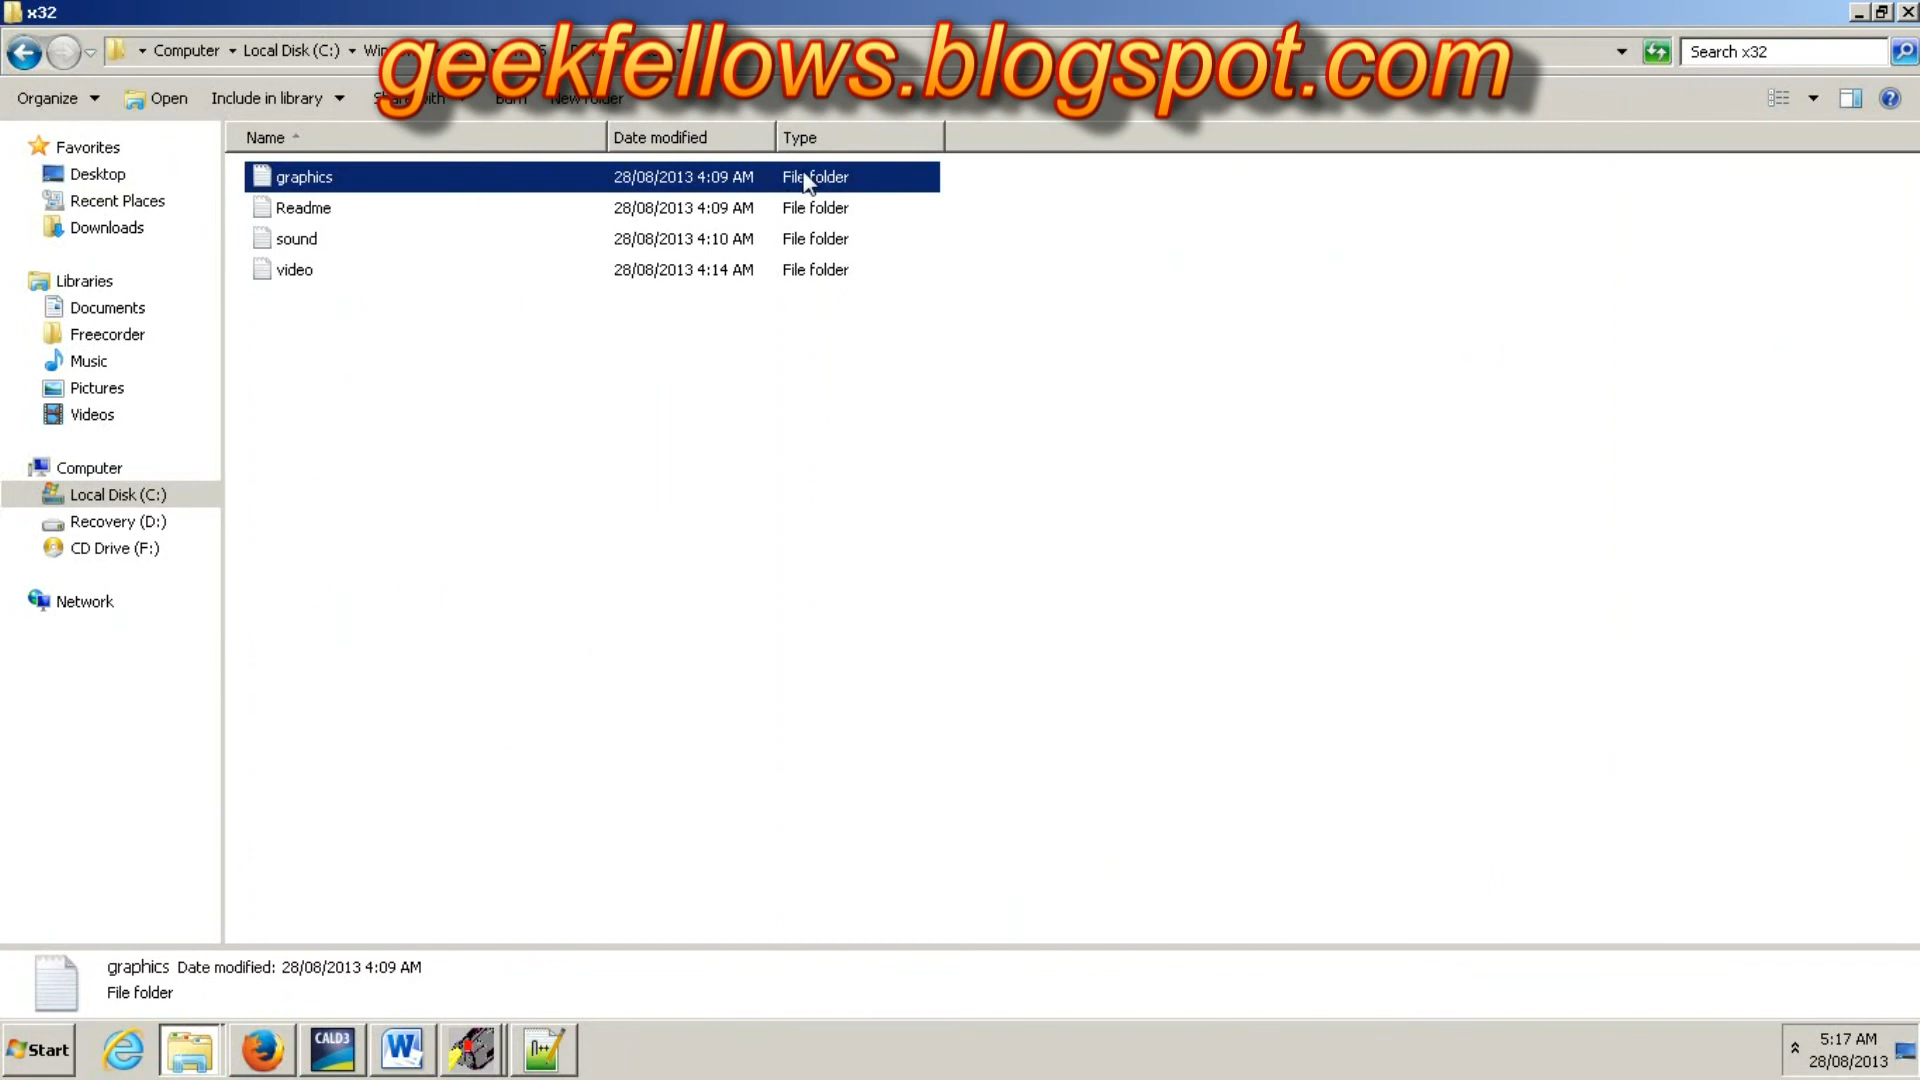 x32
geekfellows.blogspot.com
Computer Local Disk (C:)
Search x32
Organize Open Include in library
Name Date modified Type
graphics 28/08/2013 4:09 AM File folder
Readme 28/08/2013 4:09 AM File folder
sound 28/08/2013 4:10 AM File folder
video 28/08/2013 4:14 AM File folder
Favorites
Desktop
Recent Places
Downloads
Libraries
Documents
Freecorder
Music
Pictures
Videos
Computer
Local Disk (C:)
Recovery (D:)
CD Drive (F:)
Network
graphics Date modified: 28/08/2013 4:09 AM
File folder
Start
CALD3
W
n++
5:17 AM
28/08/2013